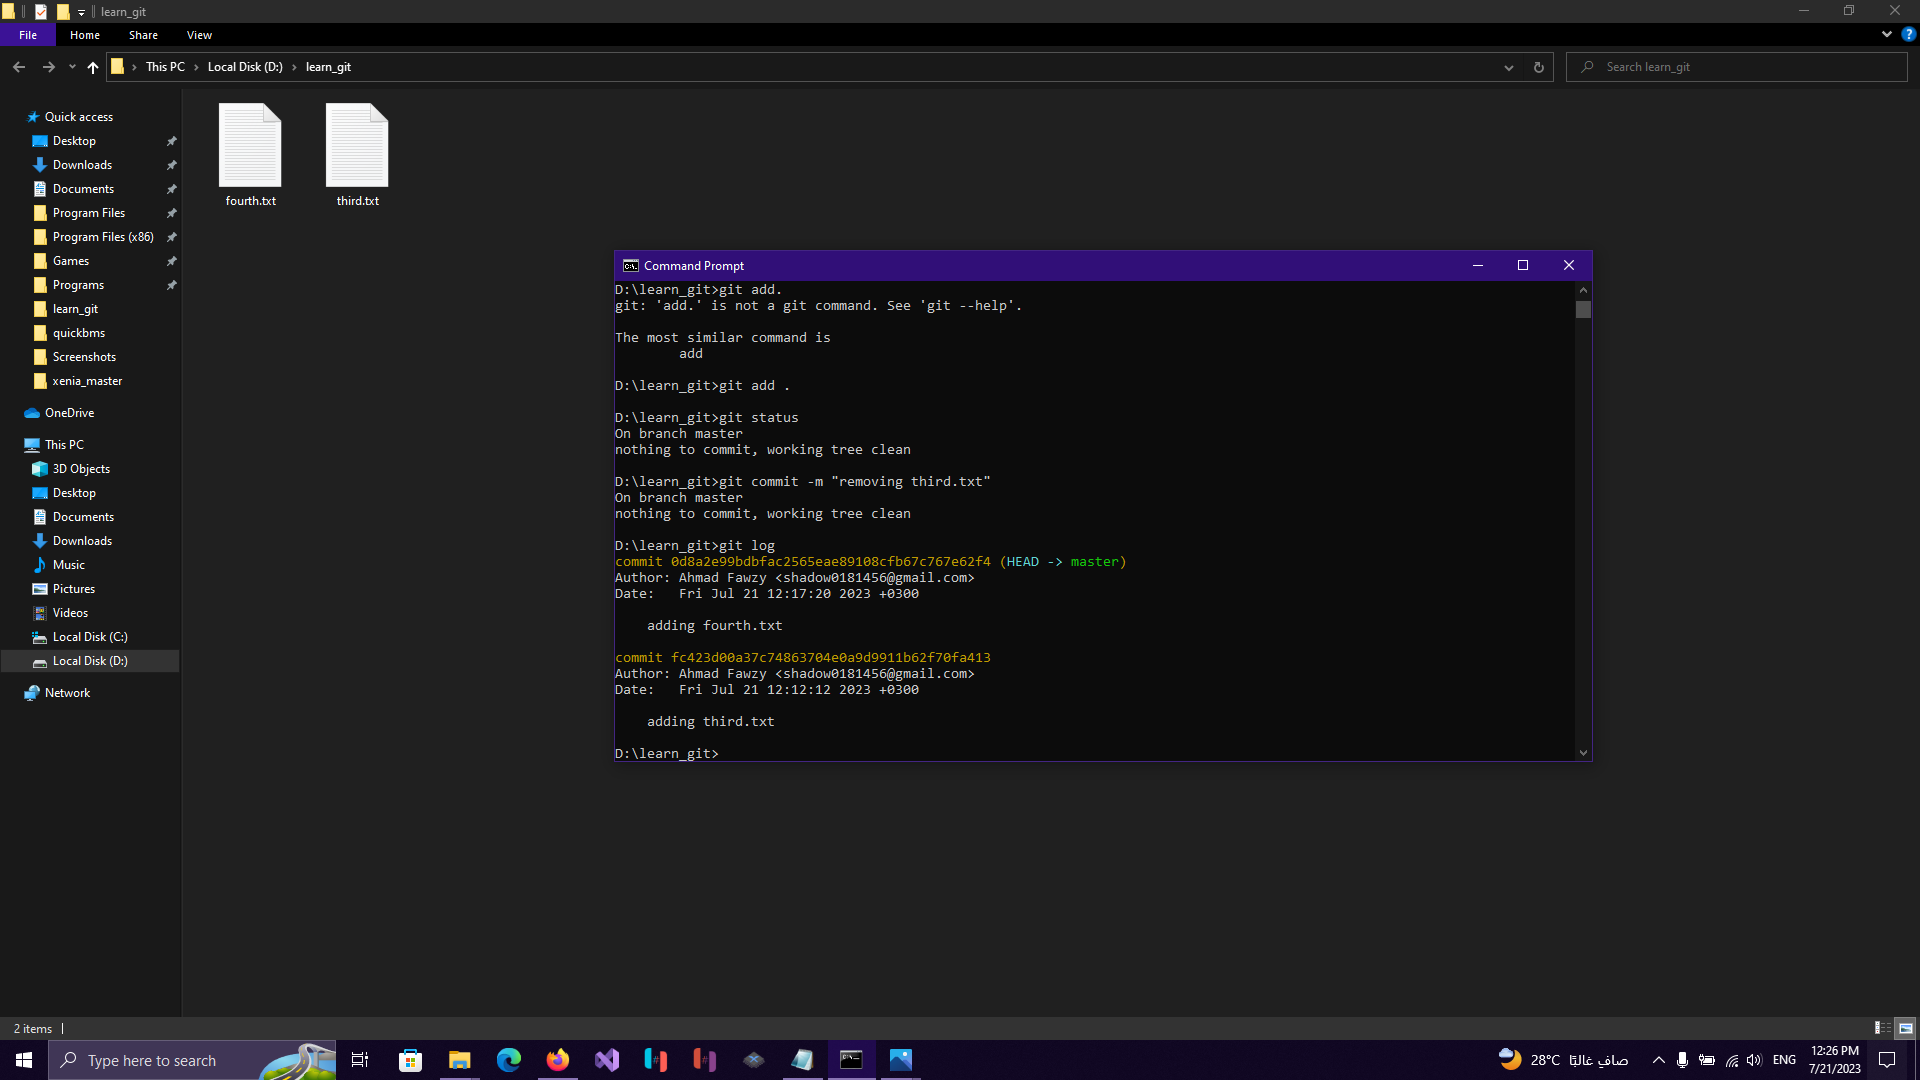 learn_git
File
Home
Share
View
This PC
Local Disk (D:)
learn_git
Search learn_git
Quick access
Desktop
Downloads
Documents
Program Files
Program Files (x86)
Games
Programs
learn_git
quickbms
Screenshots
xenia_master
OneDrive
This PC
3D Objects
Desktop
Documents
Downloads
Music
Pictures
Videos
Local Disk (C:)
Local Disk (D:)
Network
fourth.txt
third.txt
Command Prompt
D:\learn_git>git add.
git: 'add.' is not a git command. See 'git --help'.
The most similar command is
add
D:\learn_git>git add .
D:\learn_git>git status
On branch master
nothing to commit, working tree clean
D:\learn_git>git commit -m "removing third.txt"
On branch master
nothing to commit, working tree clean
D:\learn_git>git log
commit 0d8a2e99bdbfac2565eae89108cfb67c767e62f4 (HEAD -> master)
Author: Ahmad Fawzy <shadow0181456@gmail.com>
Date:   Fri Jul 21 12:17:20 2023 +0300
adding fourth.txt
commit fc423d00a37c74863704e0a9d9911b62f70fa413
Author: Ahmad Fawzy <shadow0181456@gmail.com>
Date:   Fri Jul 21 12:12:12 2023 +0300
adding third.txt
D:\learn_git>
2 items
Type here to search
28°C صافٍ غالبًا
ENG
12:26 PM
7/21/2023